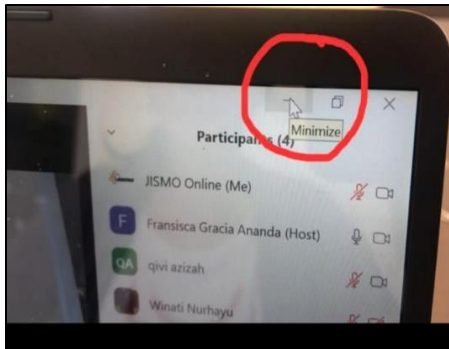 Minimize
Participants (4)
JISMO Online (Me)
F
Fransisca Gracia Ananda (Host)
QA
qivi azizah
Winati Nurhayu